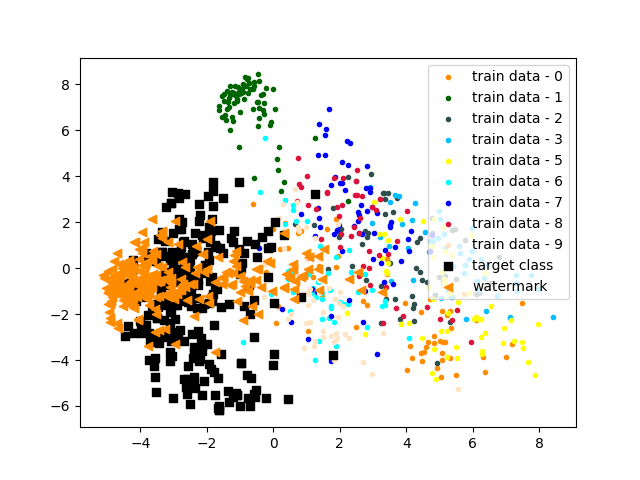 8
6
4
2
0
−2
−4
−6
−4
−2
0
2
4
6
8
train data - 0
train data - 1
train data - 2
train data - 3
train data - 5
train data - 6
train data - 7
train data - 8
train data - 9
target class
watermark